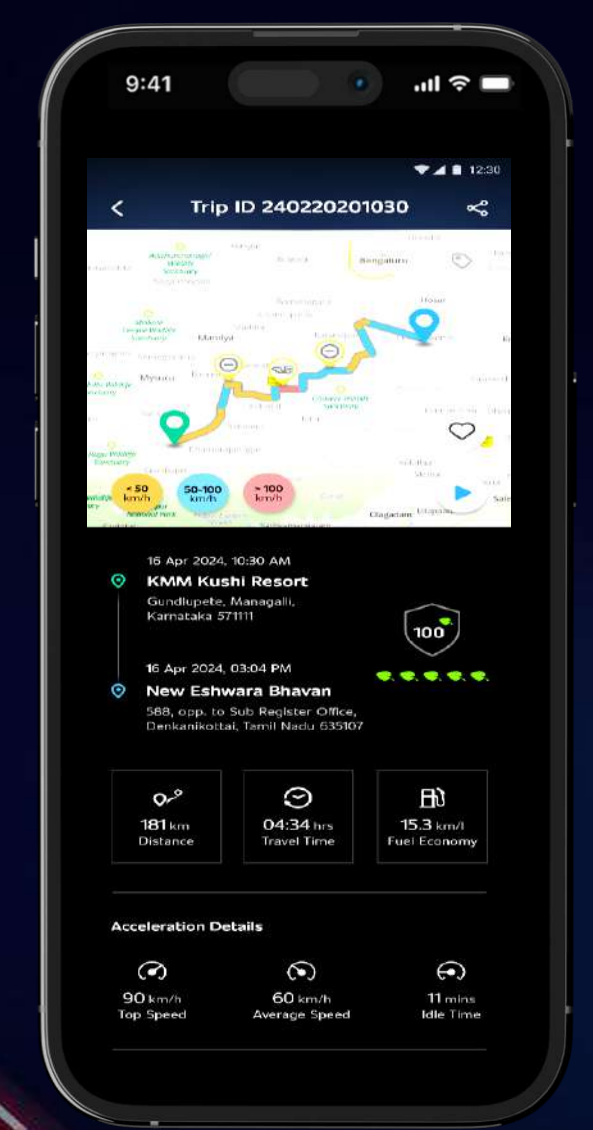 9:41
12:30
Trip ID 240220201030
Bengaluru
Hosur
Mandya
Mysuru
< 50
km/h
50-100
km/h
> 100
km/h
16 Apr 2024, 10:30 AM
KMM Kushi Resort
Gundlupete, Managalli,
Karnataka 571111
100
16 Apr 2024, 03:04 PM
New Eshwara Bhavan
588, opp. to Sub Register Office,
Denkanikottai, Tamil Nadu 635107
181 km
Distance
04:34 hrs
Travel Time
15.3 km/l
Fuel Economy
Acceleration Details
90 km/h
Top Speed
60 km/h
Average Speed
11 mins
Idle Time